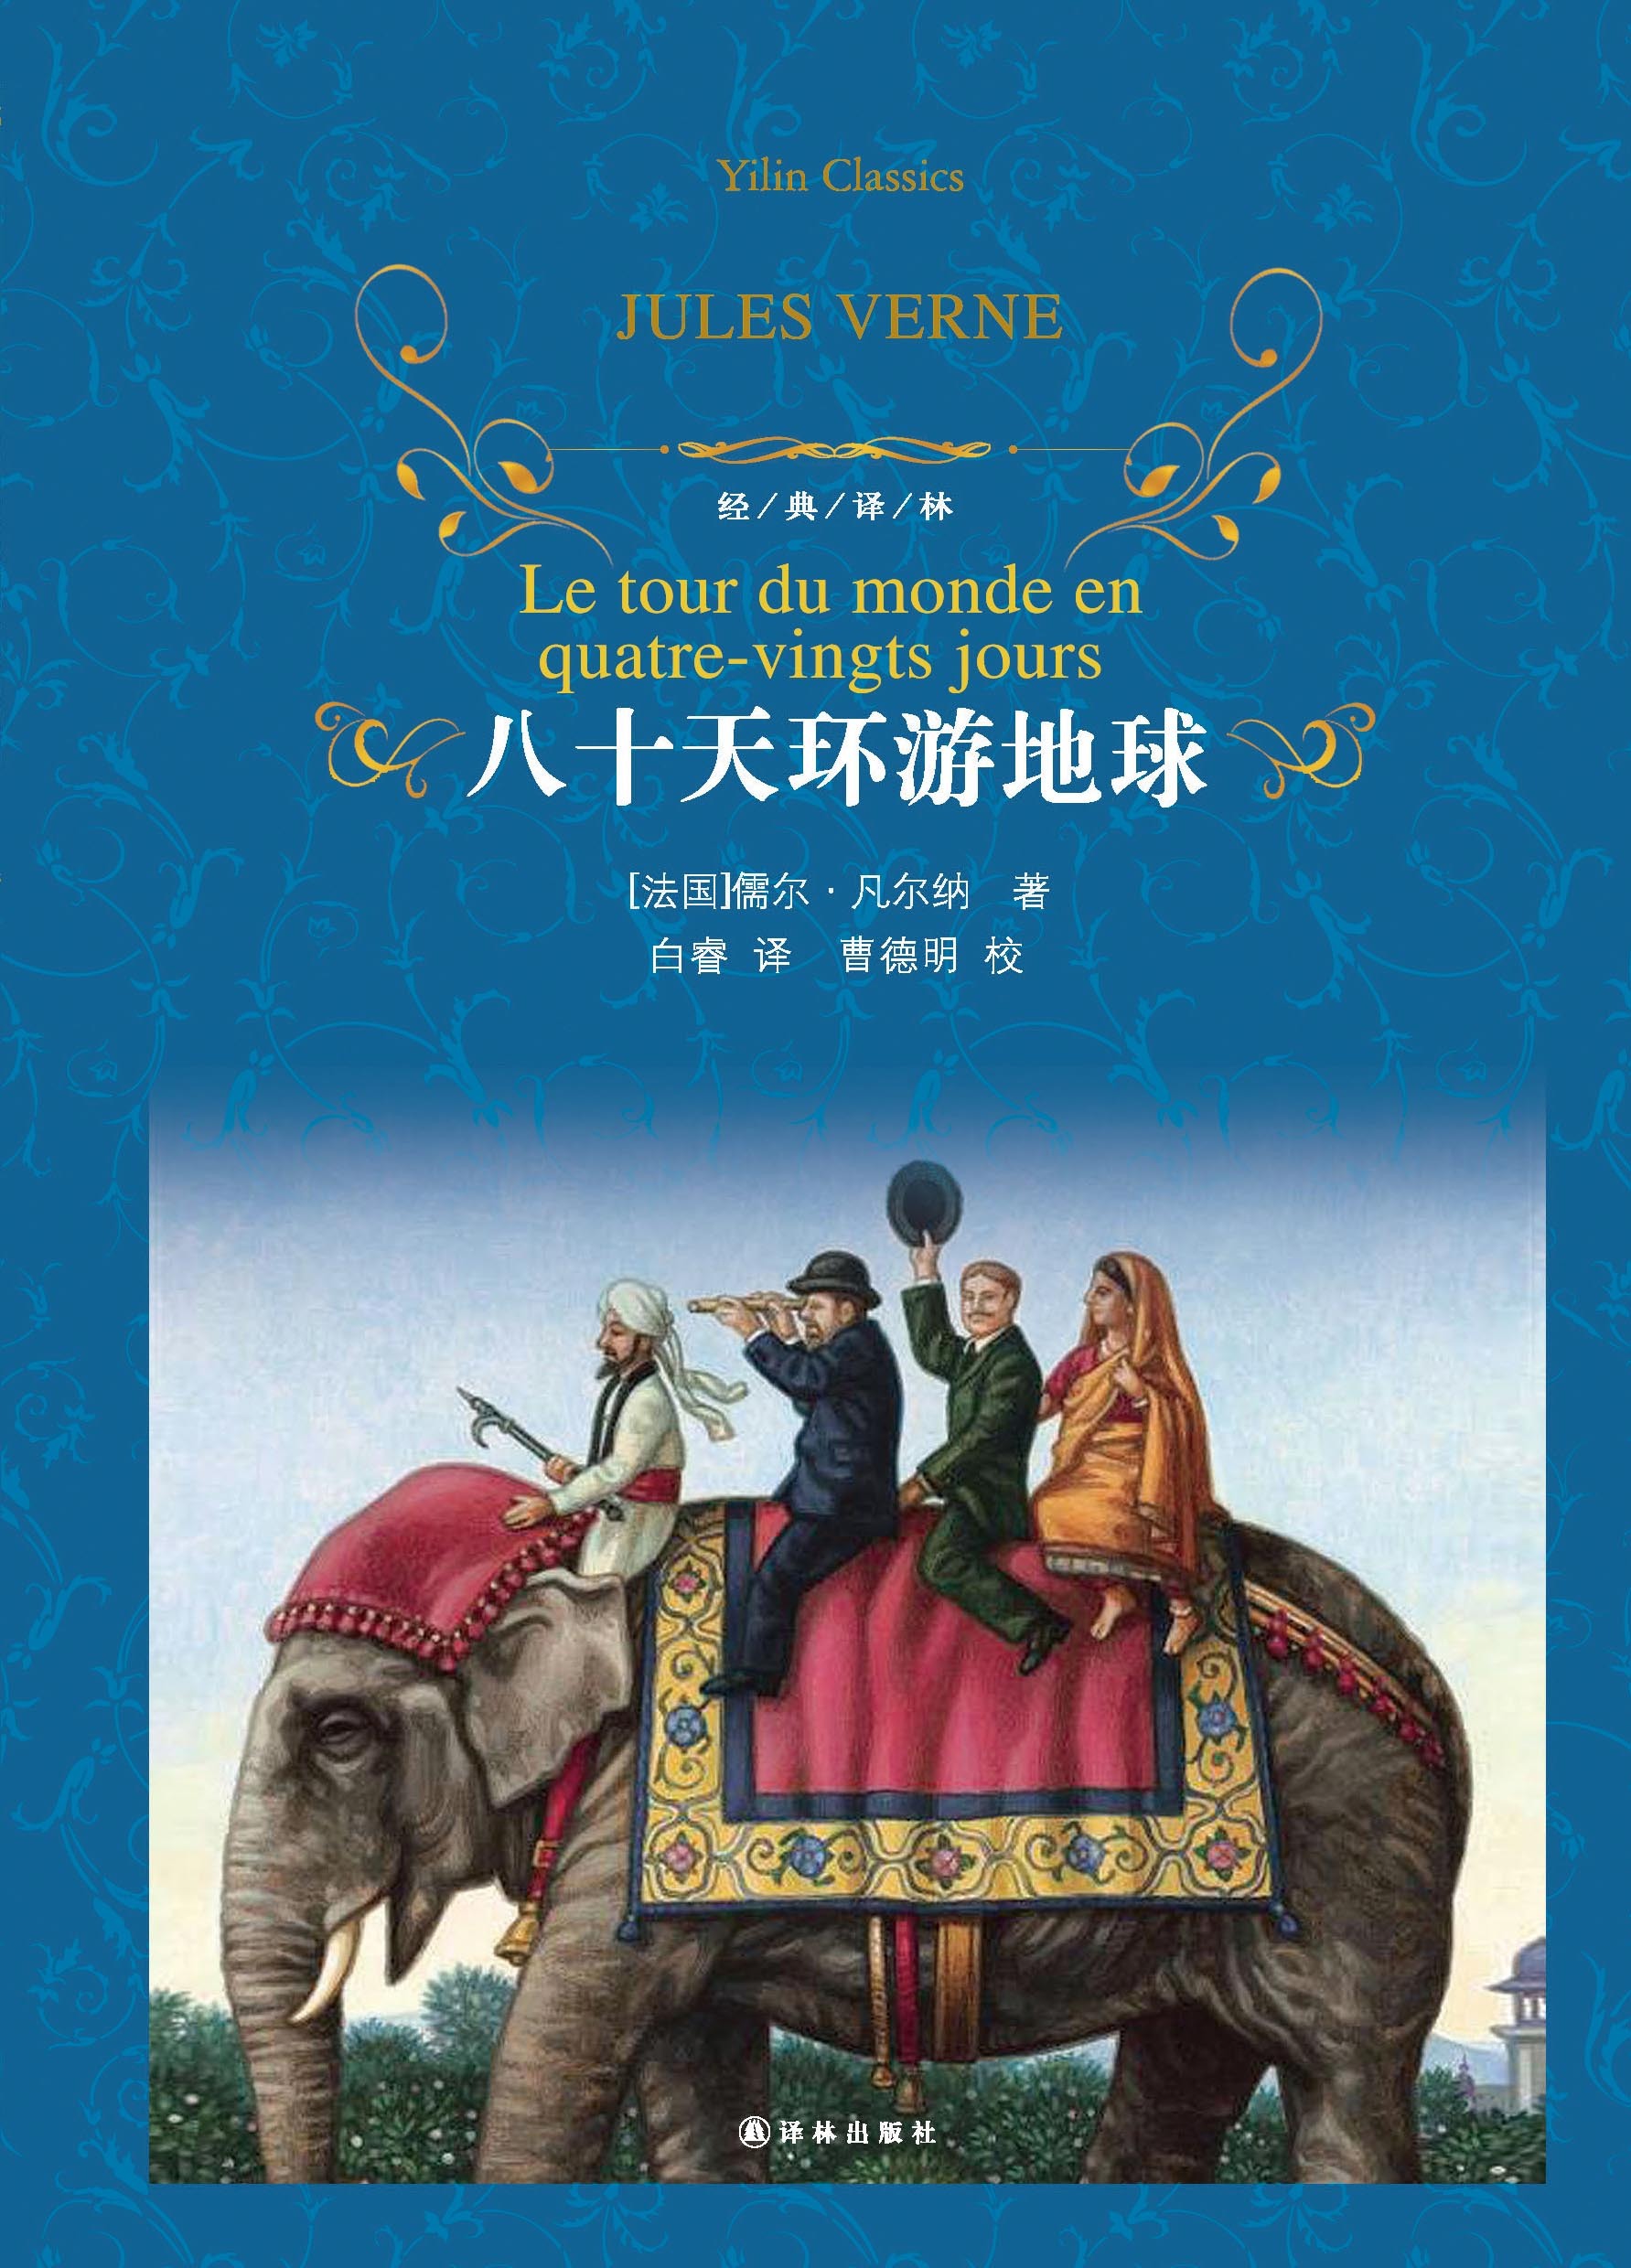 Yilin Classics
JULES VERNE
经/典/译/林
Le tour du monde en
quatre-vingts jours
八十天环游地球
[法国]儒尔·凡尔纳 著
白睿 译 曹德明 校
译林出版社